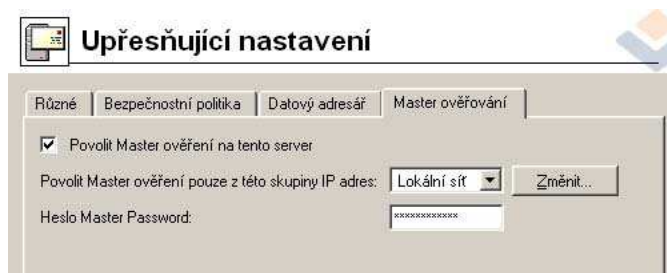 Upřesňující nastavení
Různé Bezpečnostní politika Datový adresář Master ověřování
Povolit Master ověření na tento server
Povolit Master ověření pouze z této skupiny IP adres: Lokální síť Změnit...
Heslo Master Password: ************